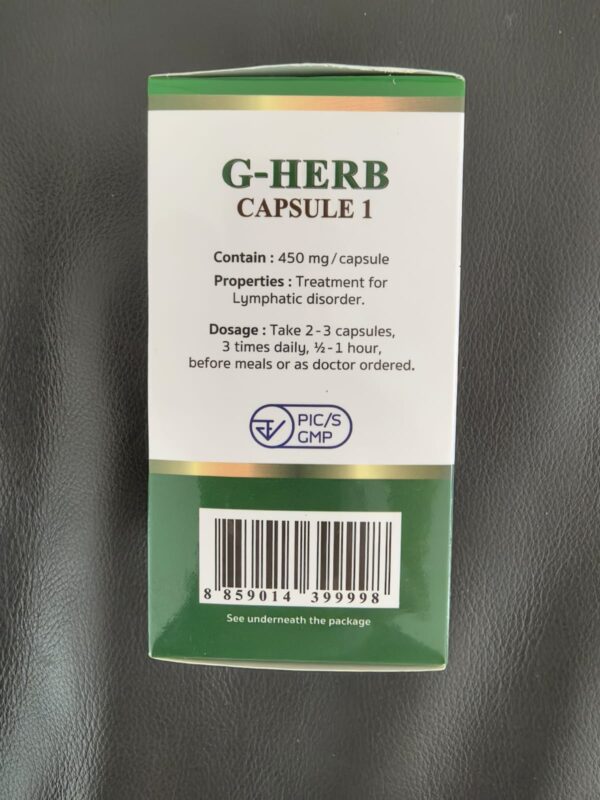 G-HERB
CAPSULE 1
Contain : 450 mg/capsule
Properties : Treatment for
Lymphatic disorder.
Dosage : Take 2-3 capsules,
3 times daily, ½-1 hour,
before meals or as doctor ordered.
PIC/S
GMP
8 859014 399998
See underneath the package